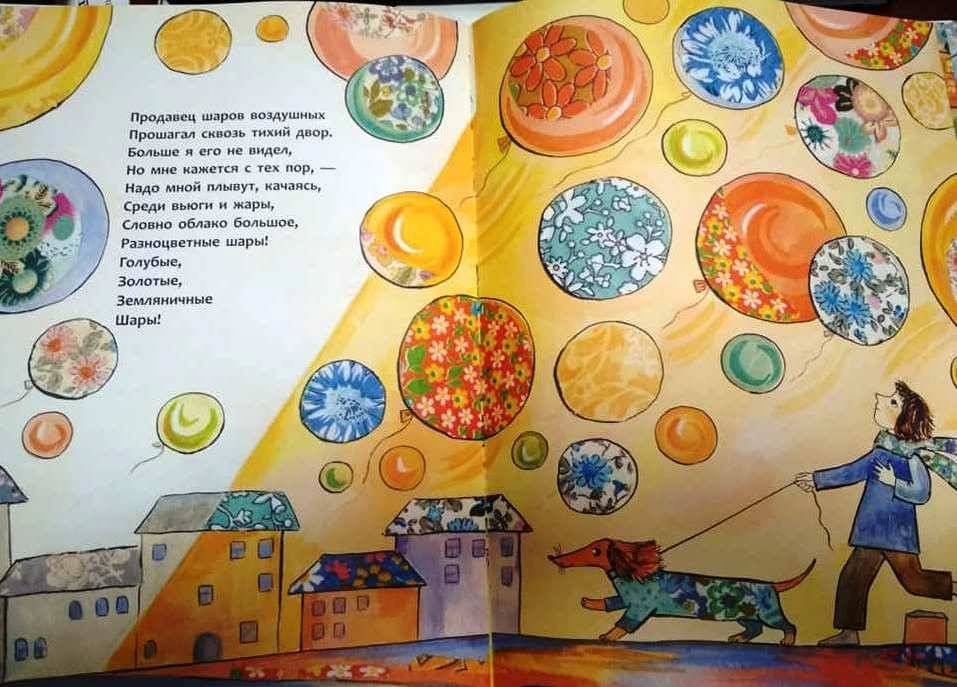 Продавец шаров воздушных
Прошагал сквозь тихий двор.
Больше я его не видел,
Но мне кажется с тех пор, —
Надо мной плывут, качаясь,
Среди вьюги и жары,
Словно облако большое,
Разноцветные шары!
Голубые,
Золотые,
Земляничные
Шары!